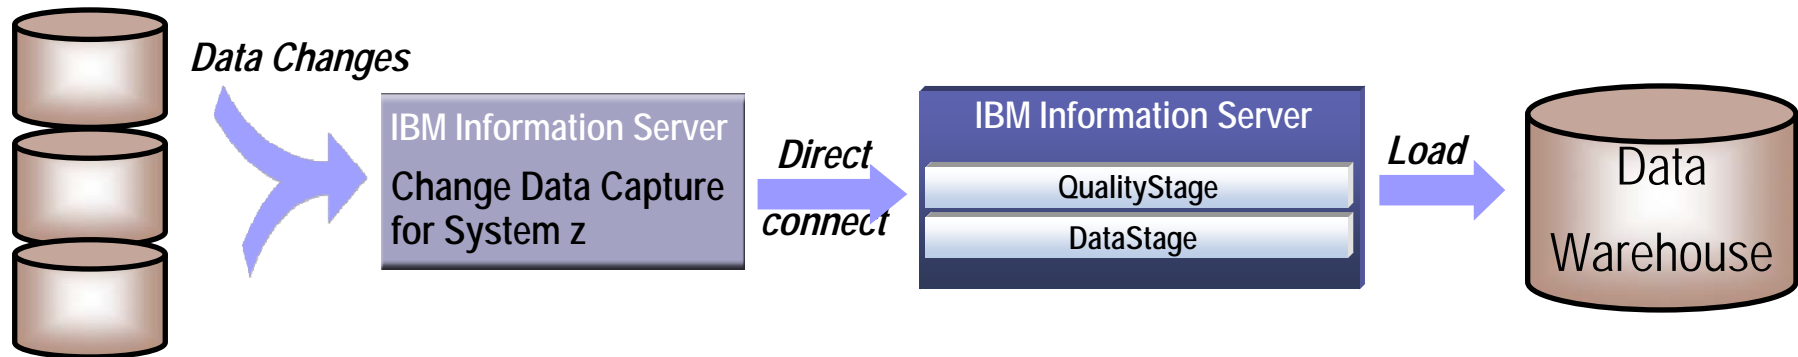 Data Changes
IBM Information Server
Change Data Capture
for System z
Direct
connect
IBM Information Server
QualityStage
DataStage
Load
Data
Warehouse